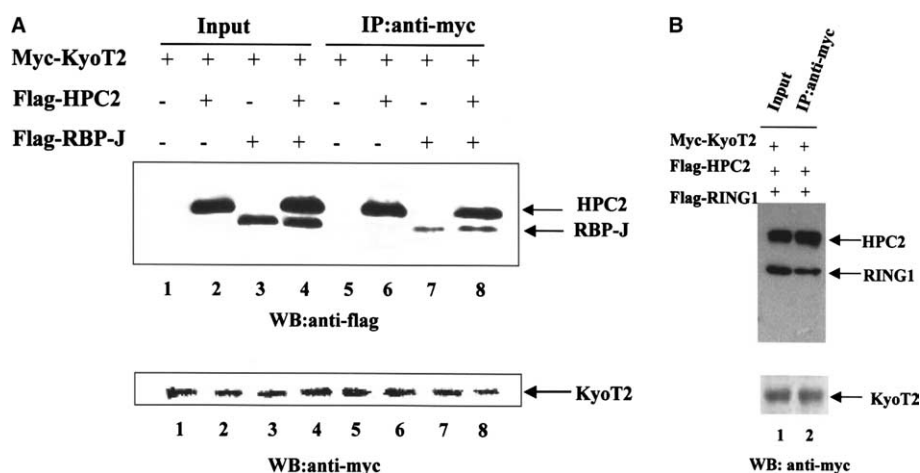 A
Input IP:anti-myc
Myc-KyoT2 + + + + + + + +
Flag-HPC2 - + - + - + - +
Flag-RBP-J - - + + - - + +
HPC2
RBP-J
1 2 3 4 5 6 7 8
WB:anti-flag
KyoT2
1 2 3 4 5 6 7 8
WB:anti-myc
B
Input IP:anti-myc
Myc-KyoT2 + +
Flag-HPC2 + +
Flag-RING1 + +
HPC2
RING1
KyoT2
1 2
WB: anti-myc